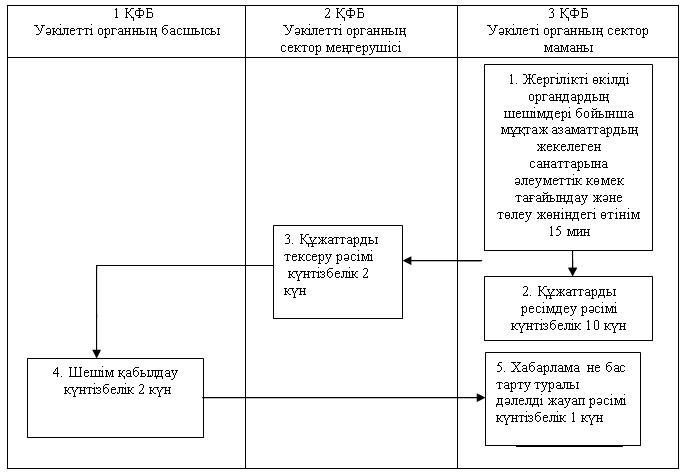 1 ҚФБ
Уәкілетті органның басшысы
2 ҚФБ
Уәкілетті органның
сектор меңгерушісі
3 ҚФБ
Уәкілеті органның сектор
маманы
1. Жергілікті өкілді
органдардың
шешімдері бойынша
мұқтаж азаматтардың
жекелеген
санаттарына
әлеуметтік көмек
тағайындау және
төлеу жөніндегі өтінім
15 мин
3. Құжаттарды
тексеру рәсімі
күнтізбелік 2
күн
2. Құжаттарды
ресімдеу рәсімі
күнтізбелік 10 күн
4. Шешім қабылдау
күнтізбелік 2 күн
5. Хабарлама не бас
тарту туралы
дәлелді жауап рәсімі
күнтізбелік 1 күн